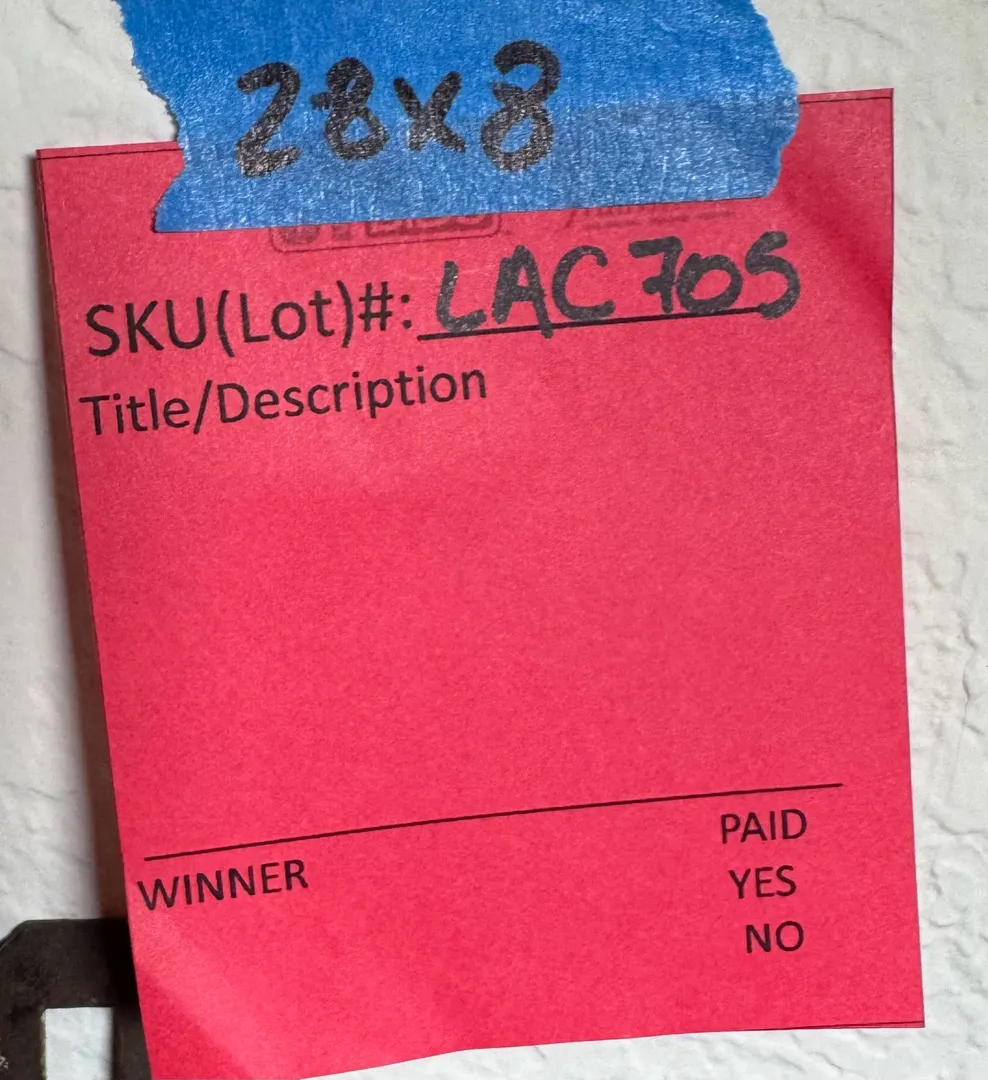 28x8
SKU(Lot)#: LAC705
Title/Description
WINNER
PAID
YES
NO